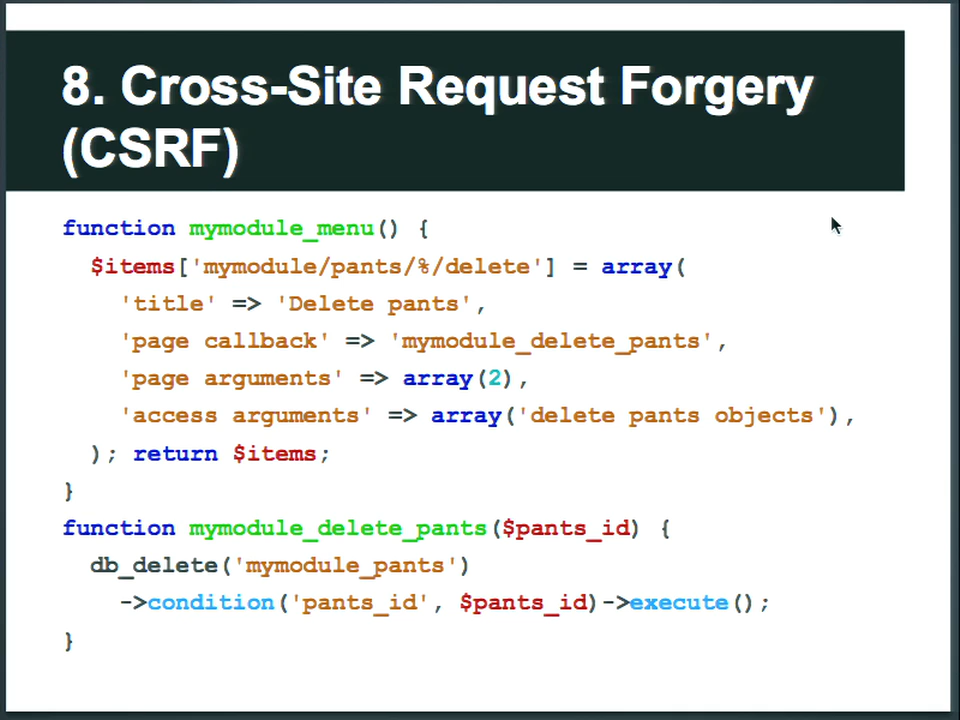 8. Cross-Site Request Forgery
(CSRF)
function mymodule_menu() {
  $items['mymodule/pants/%/delete'] = array(
    'title' => 'Delete pants',
    'page callback' => 'mymodule_delete_pants',
    'page arguments' => array(2),
    'access arguments' => array('delete pants objects'),
  ); return $items;
}
function mymodule_delete_pants($pants_id) {
  db_delete('mymodule_pants')
    ->condition('pants_id', $pants_id)->execute();
}